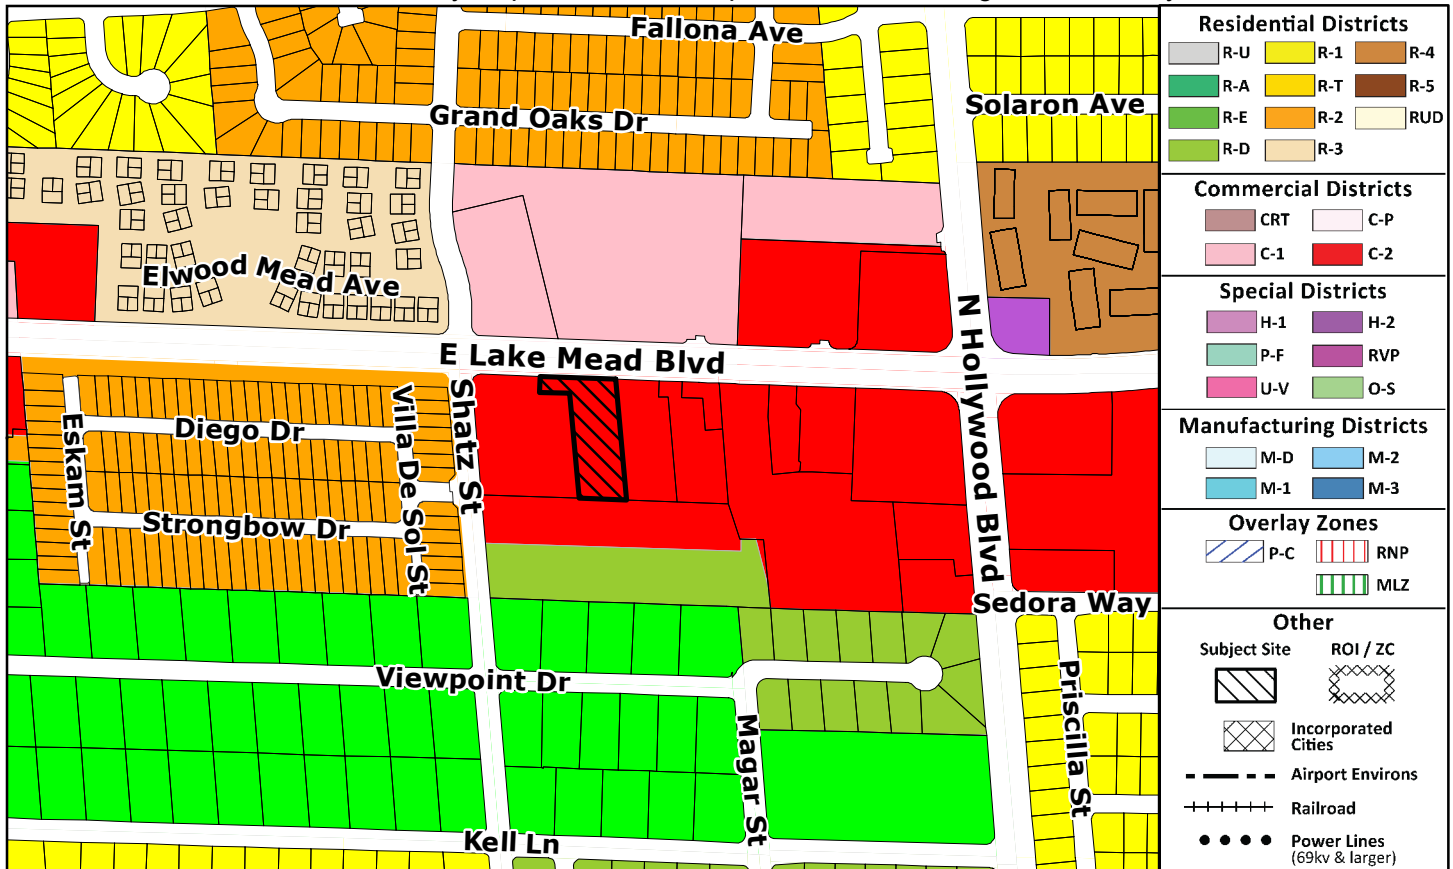 Fallona Ave
Grand Oaks Dr
Solaron Ave
Elwood Mead Ave
E Lake Mead Blvd
N Hollywood Blvd
Shatz St
Villa De Sol St
Eskam St
Diego Dr
Strongbow Dr
Sedora Way
Viewpoint Dr
Magar St
Priscilla St
Kell Ln
Residential Districts
R-U R-1 R-4
R-A R-T R-5
R-E R-2 RUD
R-D R-3
Commercial Districts
CRT C-P
C-1 C-2
Special Districts
H-1 H-2
P-F RVP
U-V O-S
Manufacturing Districts
M-D M-2
M-1 M-3
Overlay Zones
P-C RNP
MLZ
Other
Subject Site ROI / ZC
Incorporated
Cities
Airport Environs
Railroad
Power Lines
(69kv & larger)